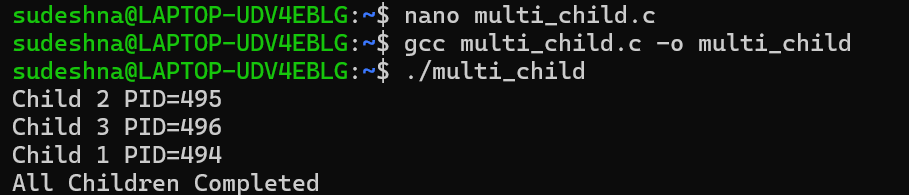 sudeshna@LAPTOP-UDV4EBLG:~$ nano multi_child.c
sudeshna@LAPTOP-UDV4EBLG:~$ gcc multi_child.c -o multi_child
sudeshna@LAPTOP-UDV4EBLG:~$ ./multi_child
Child 2 PID=495
Child 3 PID=496
Child 1 PID=494
All Children Completed